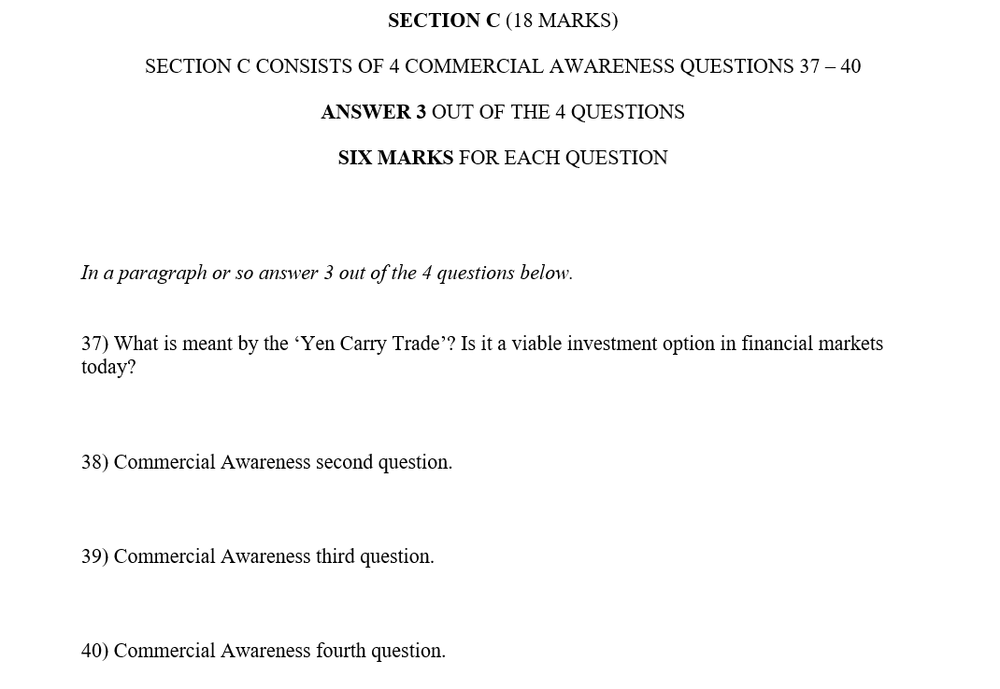 SECTION C (18 MARKS)
SECTION C CONSISTS OF 4 COMMERCIAL AWARENESS QUESTIONS 37 – 40
ANSWER 3 OUT OF THE 4 QUESTIONS
SIX MARKS FOR EACH QUESTION
In a paragraph or so answer 3 out of the 4 questions below.
37) What is meant by the ‘Yen Carry Trade’? Is it a viable investment option in financial markets
today?
38) Commercial Awareness second question.
39) Commercial Awareness third question.
40) Commercial Awareness fourth question.